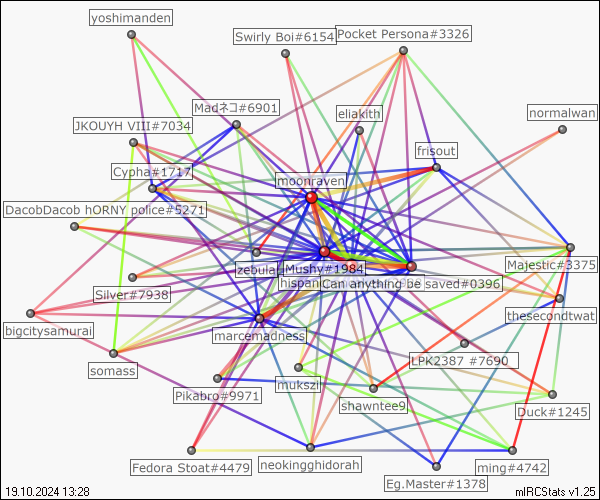 yoshimanden
Swirly Boi#6154
Pocket Persona#3326
Madネコ#6901
eliakith
normalwan
JKOUYH VIII#7034
frisout
Cypha#1717
moonraven
DacobDacob hORNY police#5271
zebular
Mushy#1984
Majestic#3375
Silver#7938
hispani
Can anything be saved#0396
thesecondtwat
bigcitysamurai
marcemadness
somass
LPK2387 #7690
mukszi
Pikabro#9971
shawntee9
Duck#1245
Fedora Stoat#4479
neokingghidorah
ming#4742
Eg.Master#1378
19.10.2024 13:28
mIRCStats v1.25